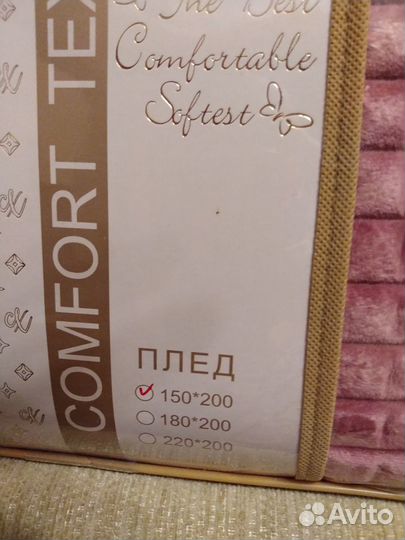 The Best
Comfortable
Softest
COMFORT TEX
ПЛЕД
150*200
180*200
220*200
Avito